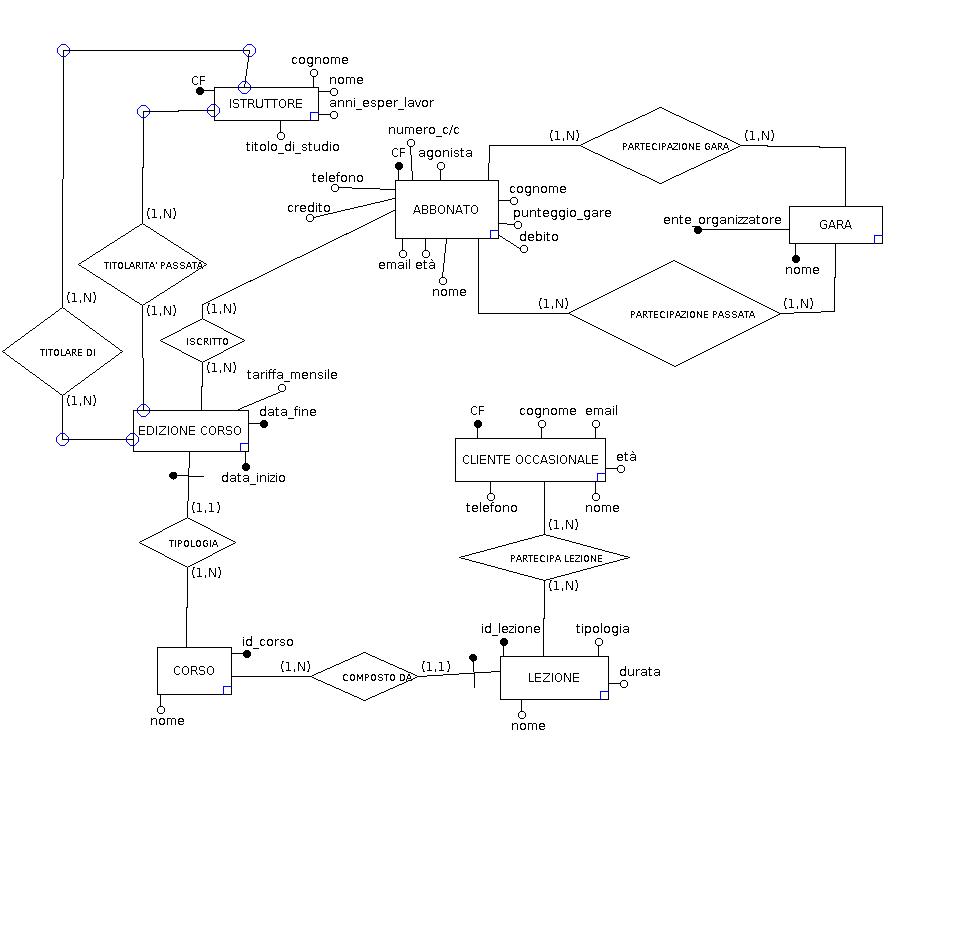 cognome
CF
nome
ISTRUTTORE
anni_esper_lavor
titolo_di_studio
numero_c/c
CF
agonista
telefono
credito
ABBONATO
cognome
punteggio_gare
debito
email
età
nome
(1,N)
PARTECIPAZIONE GARA
(1,N)
ente_organizzatore
GARA
nome
(1,N)
PARTECIPAZIONE PASSATA
(1,N)
(1,N)
TITOLARITA' PASSATA
(1,N)
(1,N)
TITOLARE DI
(1,N)
(1,N)
ISCRITTO
(1,N)
tariffa_mensile
data_fine
EDIZIONE CORSO
data_inizio
CF
cognome
email
CLIENTE OCCASIONALE
età
telefono
nome
(1,1)
TIPOLOGIA
(1,N)
(1,N)
PARTECIPA LEZIONE
(1,N)
id_corso
CORSO
nome
(1,N)
COMPOSTO DA
(1,1)
id_lezione
tipologia
LEZIONE
durata
nome